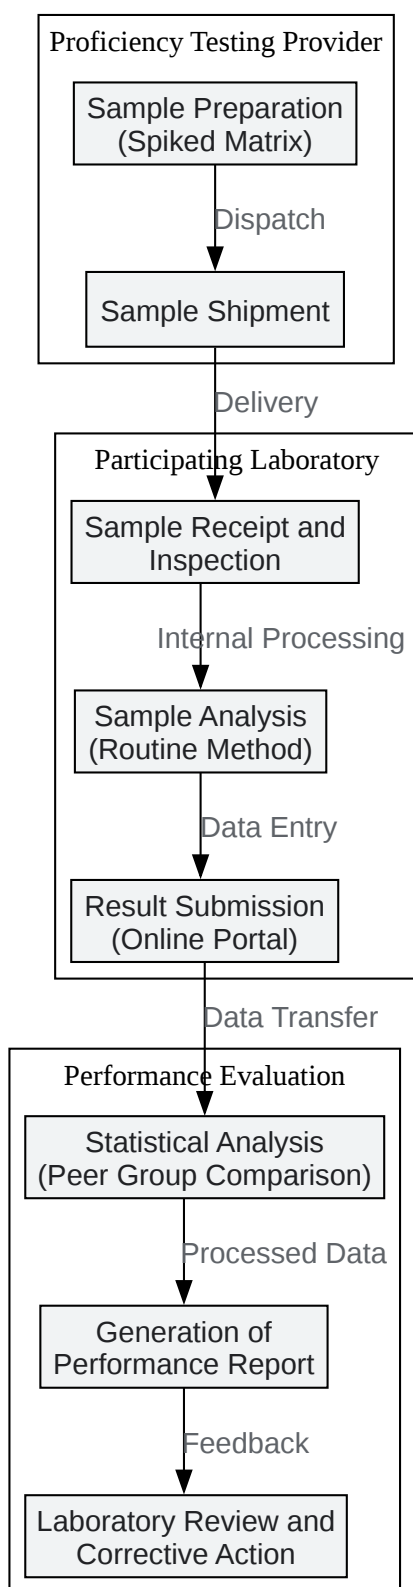 Proficiency Testing Provider
Sample Preparation
(Spiked Matrix)
Dispatch
Sample Shipment
Delivery
Participating Laboratory
Sample Receipt and
Inspection
Internal Processing
Sample Analysis
(Routine Method)
Data Entry
Result Submission
(Online Portal)
Data Transfer
Performance Evaluation
Statistical Analysis
(Peer Group Comparison)
Processed Data
Generation of
Performance Report
Feedback
Laboratory Review and
Corrective Action